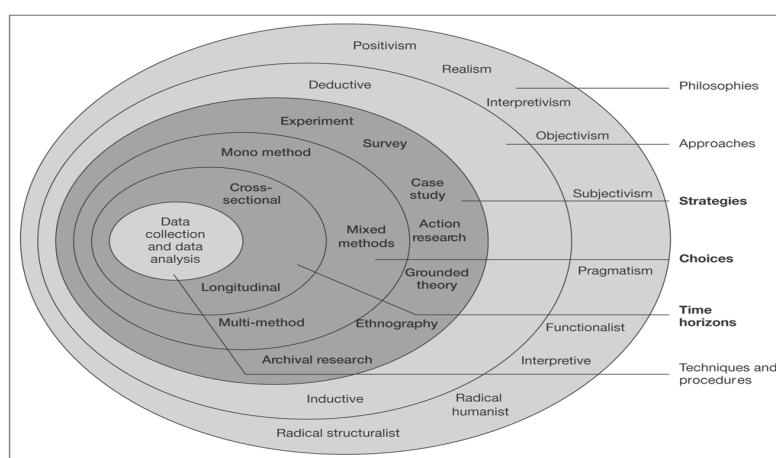 Positivism
Realism
Interpretivism
Objectivism
Subjectivism
Pragmatism
Functionalist
Interpretive
Radical
humanist
Radical structuralist
Deductive
Inductive
Experiment
Survey
Case
study
Action
research
Grounded
theory
Ethnography
Archival research
Mono method
Mixed
methods
Multi-method
Cross-
sectional
Longitudinal
Data
collection
and data
analysis
Philosophies
Approaches
Strategies
Choices
Time
horizons
Techniques and
procedures